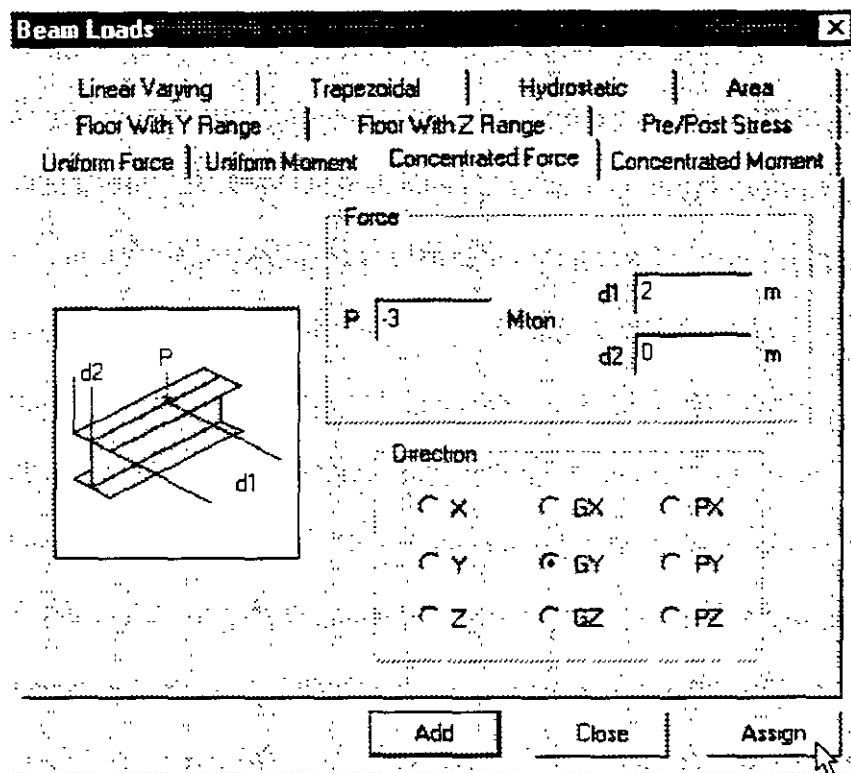 Beam Loads
Linear Varying Trapezoidal Hydrostatic Area
Floor With Y Range Floor With Z Range Pre/Post Stress
Uniform Force Uniform Moment Concentrated Force Concentrated Moment
Force
P -3 Mton
d1 2 m
d2 0 m
d2 P d1
Direction
X GX PX
Y GY PY
Z GZ PZ
Add Close Assign